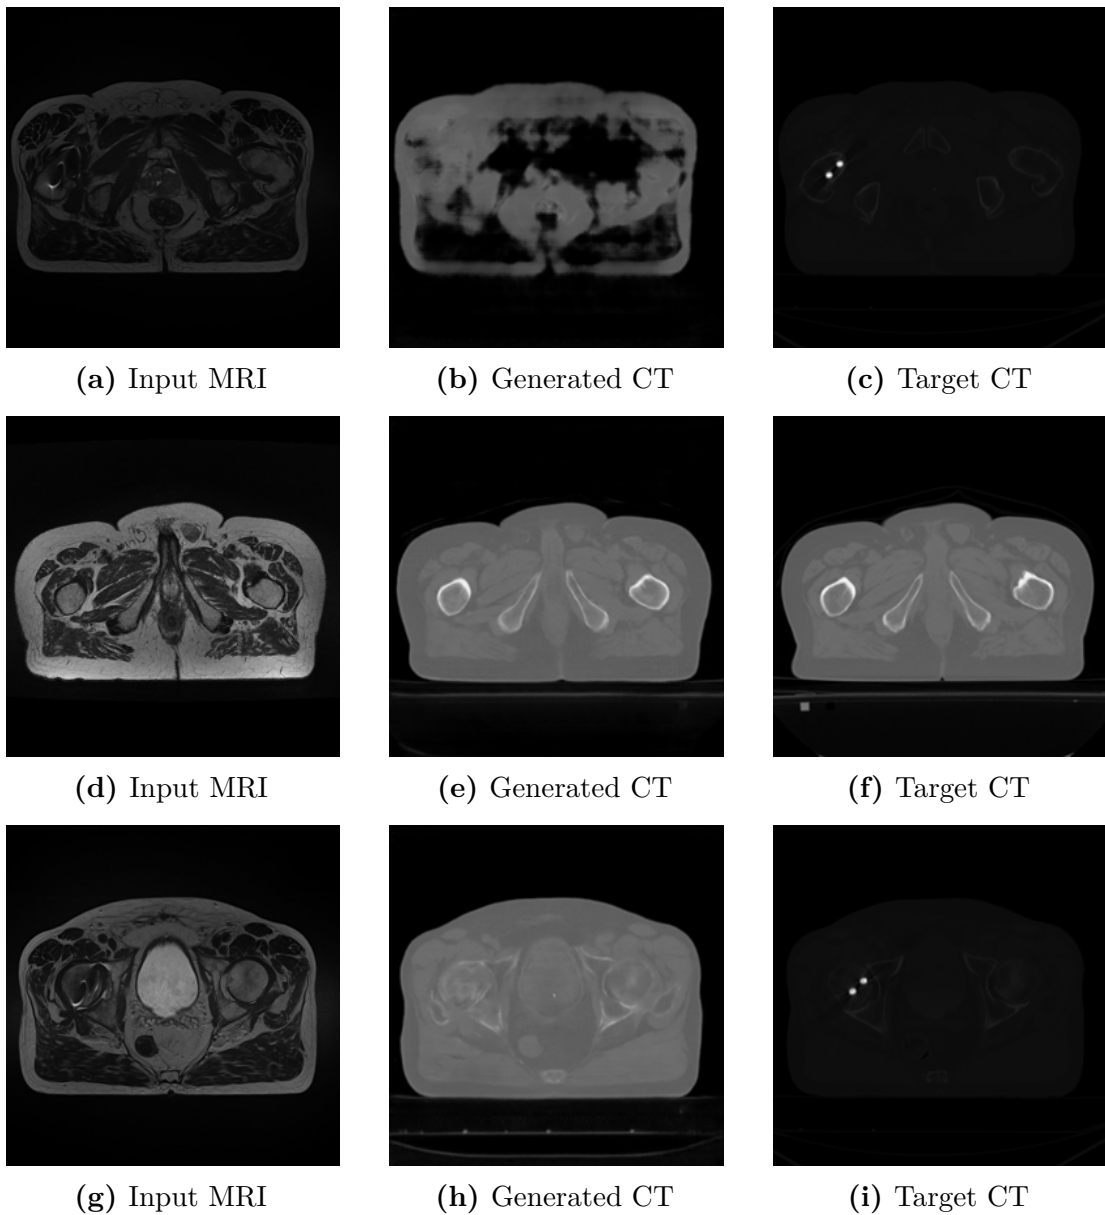 (a) Input MRI
(b) Generated CT
(c) Target CT
(d) Input MRI
(e) Generated CT
(f) Target CT
(g) Input MRI
(h) Generated CT
(i) Target CT